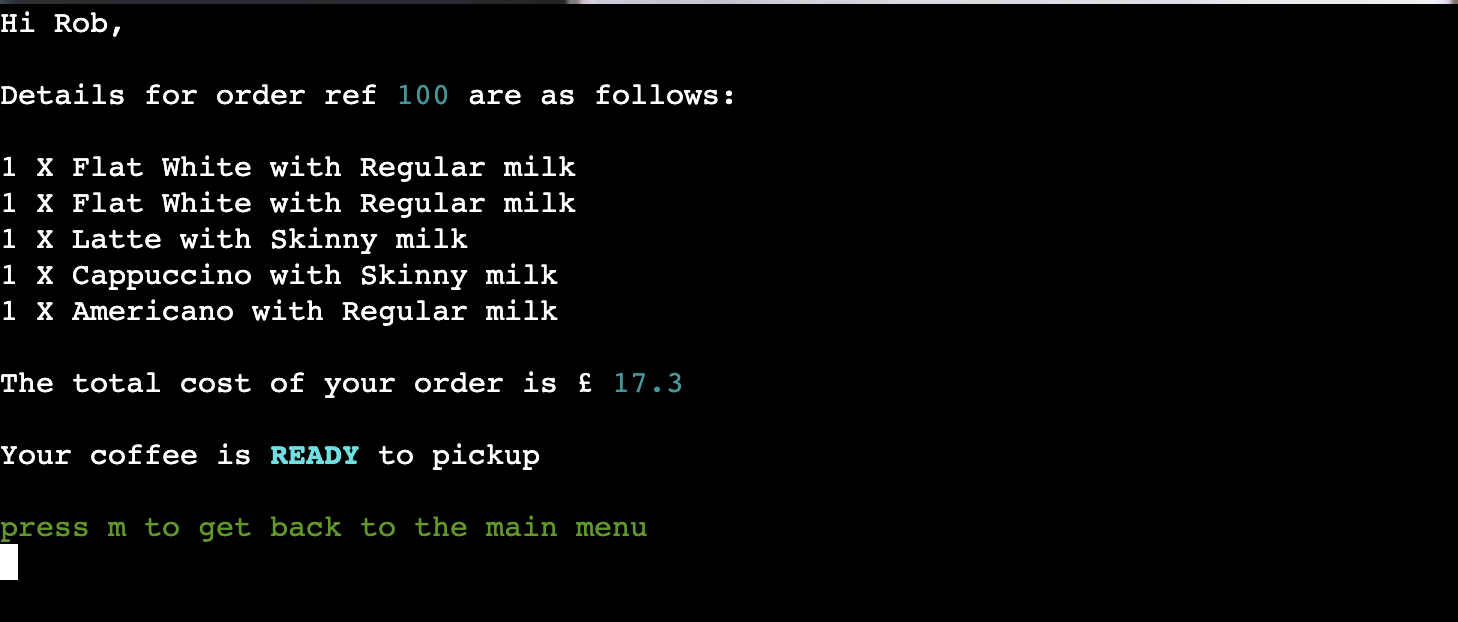 Hi Rob,
Details for order ref 100 are as follows:
1 X Flat White with Regular milk
1 X Flat White with Regular milk
1 X Latte with Skinny milk
1 X Cappuccino with Skinny milk
1 X Americano with Regular milk
The total cost of your order is £ 17.3
Your coffee is READY to pickup
press m to get back to the main menu